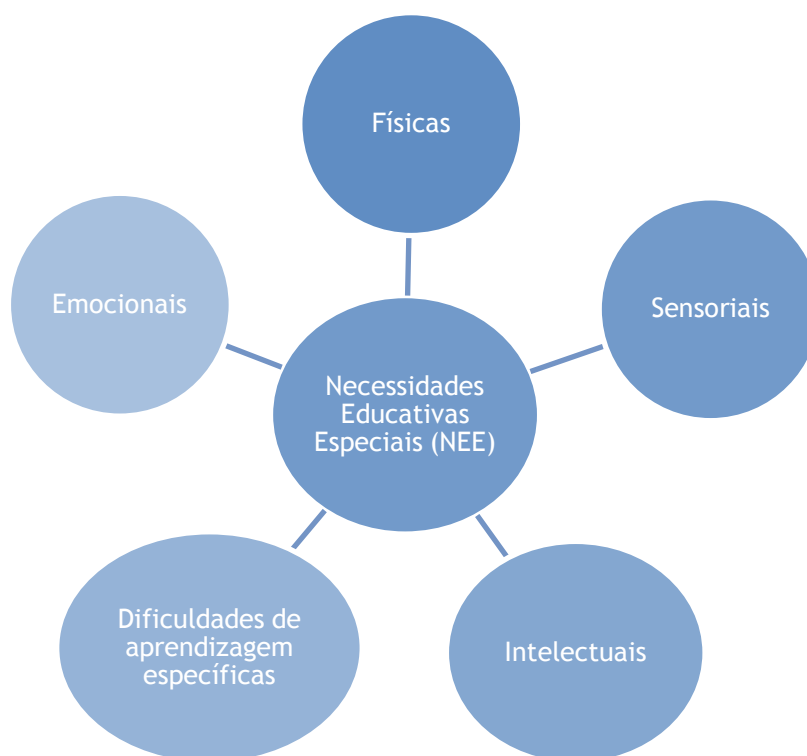 Físicas
Emocionais
Sensoriais
Necessidades
Educativas
Especiais (NEE)
Dificuldades de
aprendizagem
específicas
Intelectuais